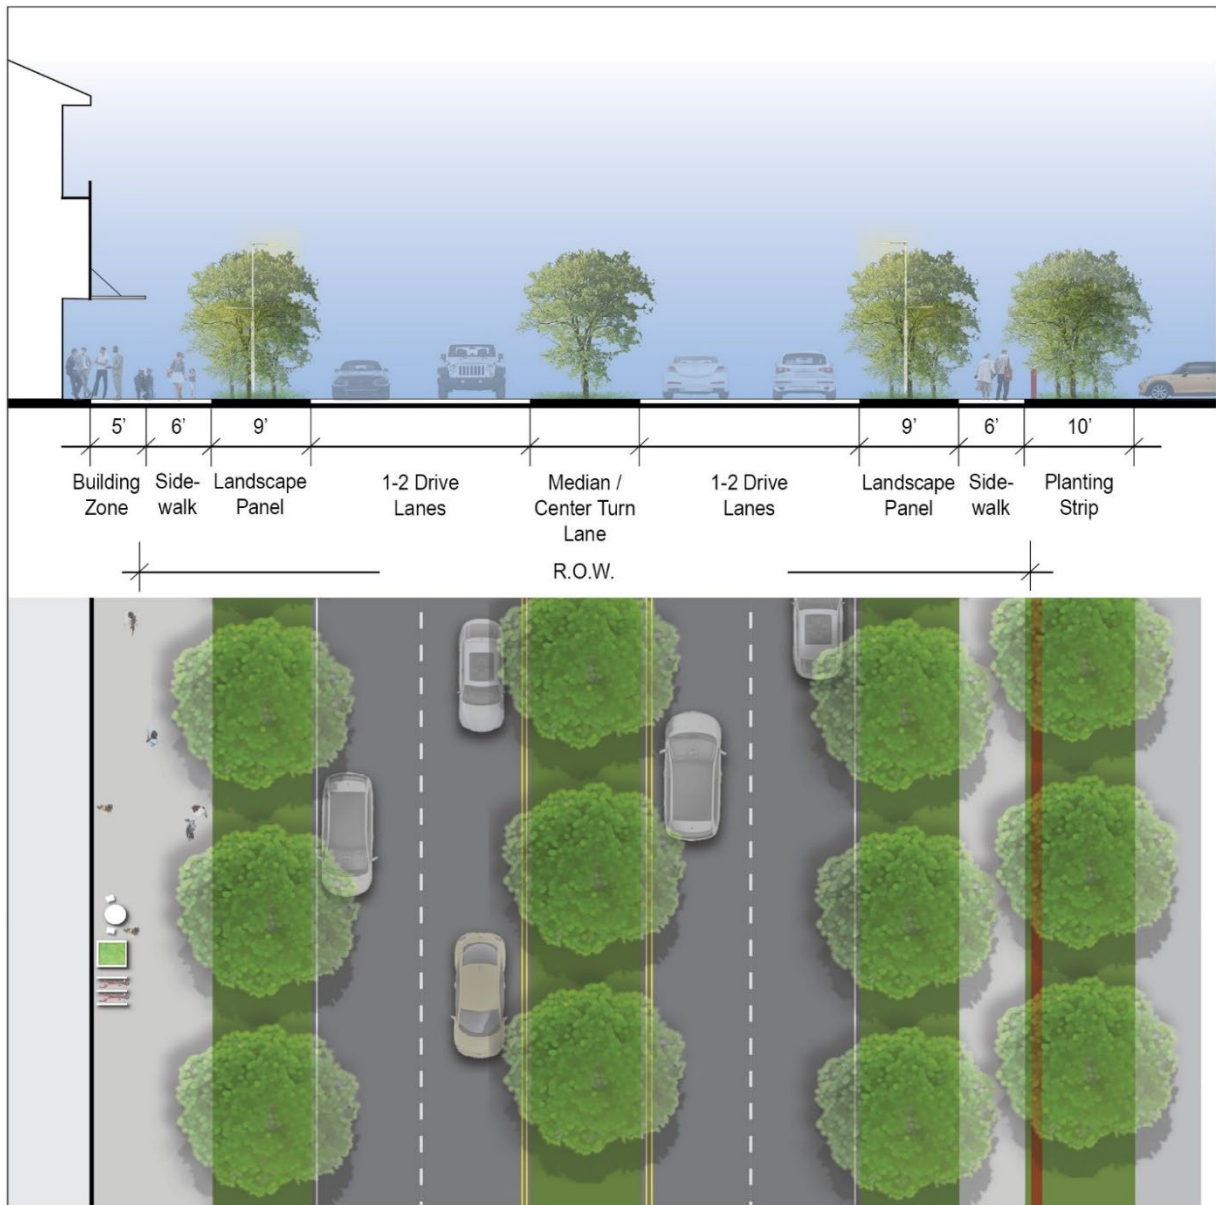 5’ 6’ 9’ 9’ 6’ 10’
Building Side- Landscape 1-2 Drive Median / 1-2 Drive Landscape Side- Planting
Zone walk Panel Lanes Center Turn Lanes Panel walk Strip
Lane
R.O.W.